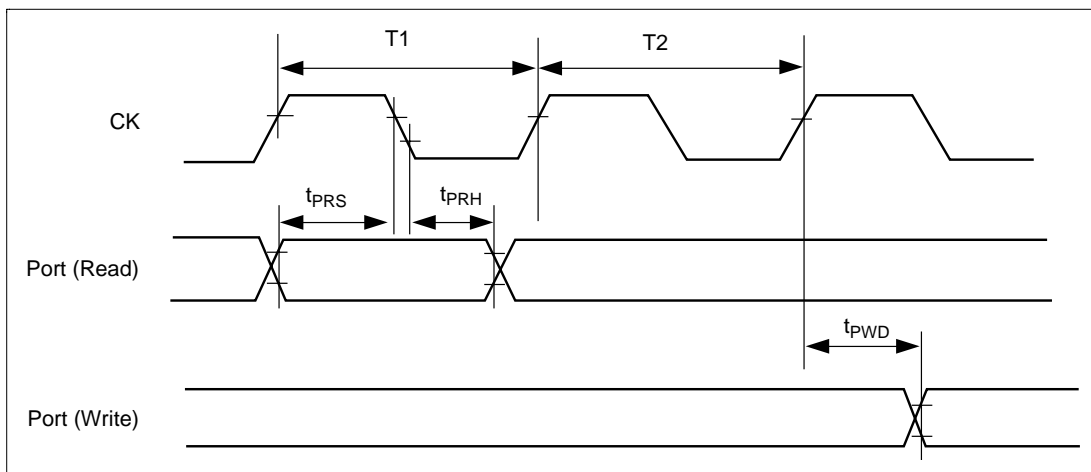 T1
T2
CK
tPRS
tPRH
Port (Read)
tPWD
Port (Write)